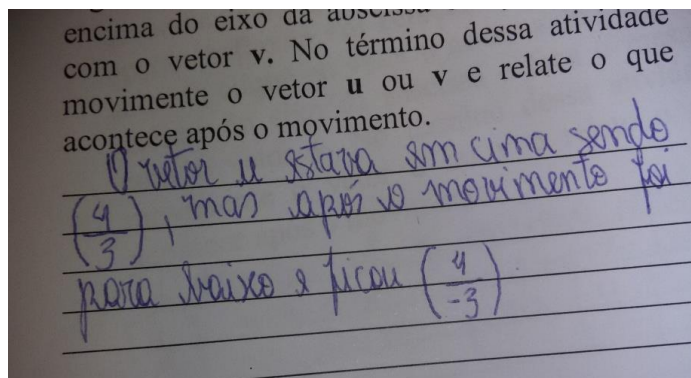 encima do eixo da abscissa
com o vetor v. No término dessa atividade
movimente o vetor u ou v e relate o que
acontece após o movimento.
O vetor u estava em cima sendo
(4/3), mas após o movimento foi
para baixo e ficou (4/-3)